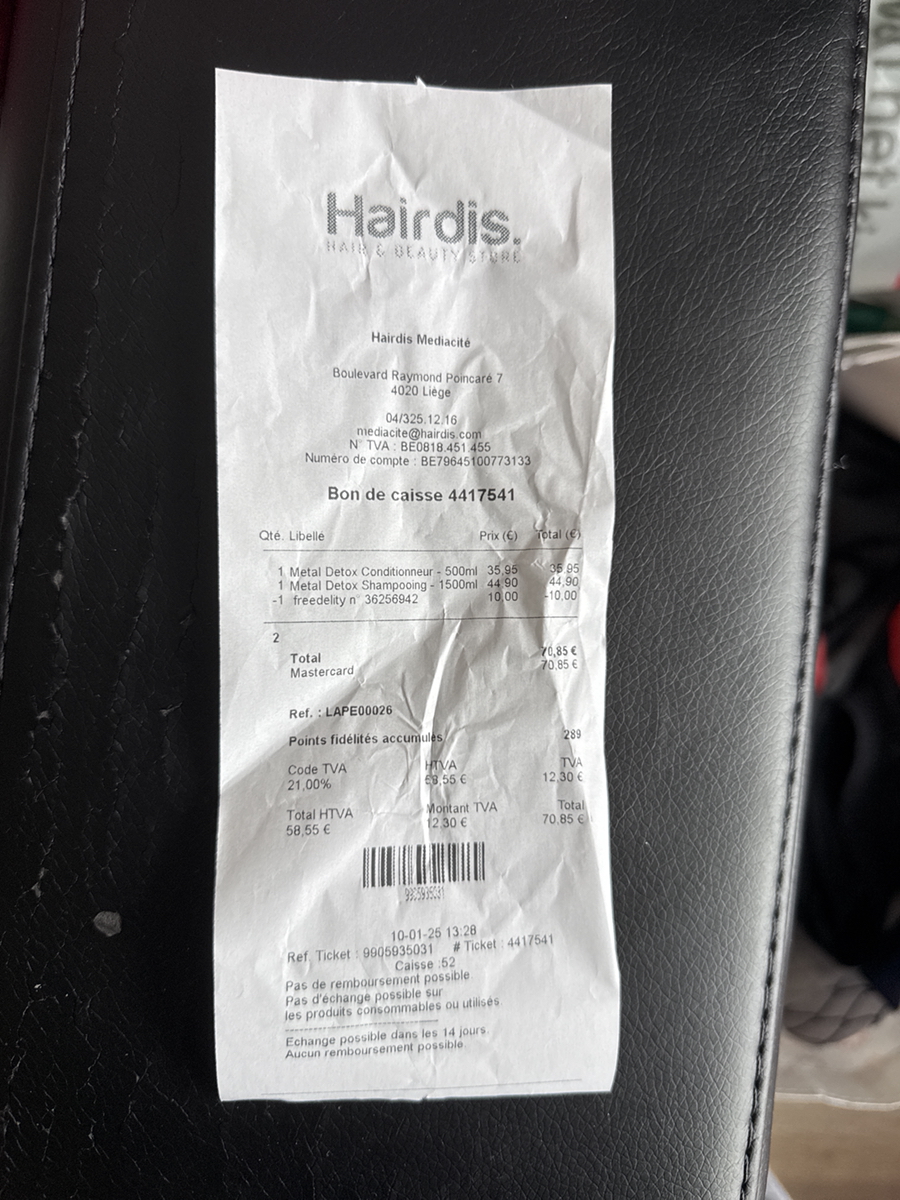 Hairdis.
HAIR & BEAUTY STORE
Hairdis Mediacité
Boulevard Raymond Poincaré 7
4020 Liège
04/325.12.16
mediacite@hairdis.com
N° TVA : BE0818.451.455
Numéro de compte : BE79645100773133
Bon de caisse 4417541
Qté. Libellé Prix (€) Total (€)
1 Metal Detox Conditionneur - 500ml 35,95 35,95
1 Metal Detox Shampooing - 1500ml 44,90 44,90
-1 freedelity n° 36256942 10,00 -10,00
2
Total 70,85 €
Mastercard 70,85 €
Ref. : LAPE00026
Points fidélités accumulés 289
Code TVA HTVA TVA
21,00% 58,55 € 12,30 €
Total HTVA Montant TVA Total
58,55 € 12,30 € 70,85 €
9905935031
10-01-25 13:28
Ref. Ticket : 9905935031 # Ticket : 4417541
Caisse :52
Pas de remboursement possible.
Pas d'échange possible sur
les produits consommables ou utilisés.
Echange possible dans les 14 jours.
Aucun remboursement possible.